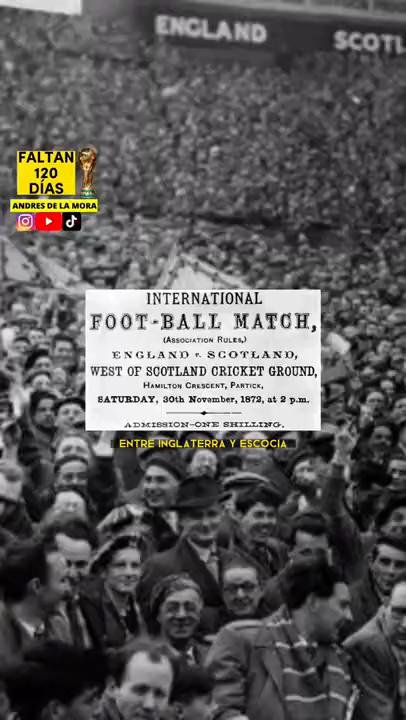 ENGLAND
SCOTL
FALTAN
120
DÍAS
ANDRES DE LA MORA
INTERNATIONAL
FOOT-BALL MATCH,
(ASSOCIATION RULES,)
ENGLAND v. SCOTLAND,
WEST OF SCOTLAND CRICKET GROUND,
HAMILTON CRESCENT, PARTICK,
SATURDAY, 30th November, 1872, at 2 p.m.
ADMISSION-ONE SHILLING.
ENTRE INGLATERRA Y ESCOCIA